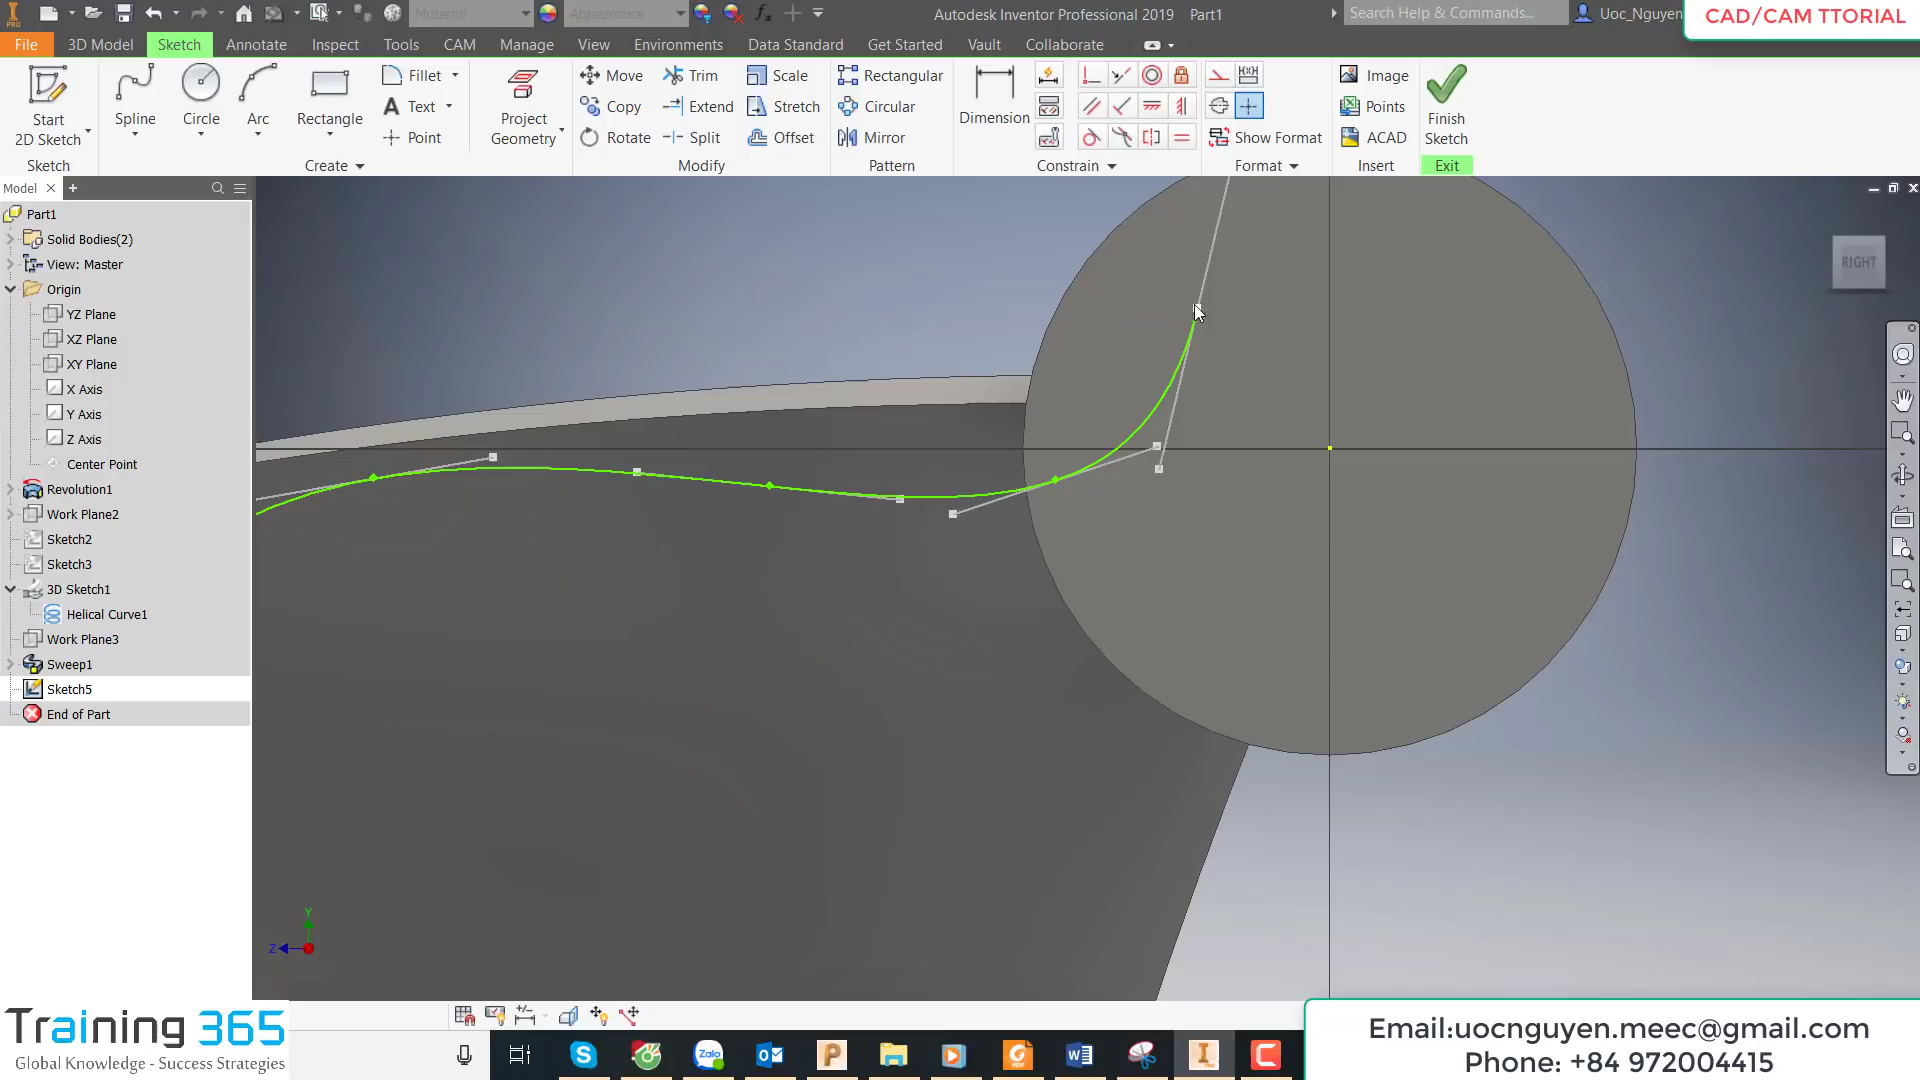 Material
Appearance
Autodesk Inventor Professional 2019 Part1
Search Help & Commands...
Uoc_Nguyen
CAD/CAM TTORIAL
PRO
File 3D Model Sketch Annotate Inspect Tools CAM Manage View Environments Data Standard Get Started Vault Collaborate
Start
2D Sketch
Spline
Circle
Arc
Rectangle
Fillet
Text
Point
Project
Geometry
Move
Copy
Rotate
Trim
Extend
Split
Scale
Stretch
Offset
Rectangular
Circular
Mirror
Dimension
Show Format
Image
Points
ACAD
Finish
Sketch
Sketch Create Modify Pattern Constrain Format Insert Exit
Model
Part1
Solid Bodies(2)
View: Master
Origin
YZ Plane
XZ Plane
XY Plane
X Axis
Y Axis
Z Axis
Center Point
Revolution1
Work Plane2
Sketch2
Sketch3
3D Sketch1
Helical Curve1
Work Plane3
Sweep1
Sketch5
End of Part
RIGHT
Y
Z
Training 365
Global Knowledge - Success Strategies
Zalo
Email:uocnguyen.meec@gmail.com
Phone: +84 972004415